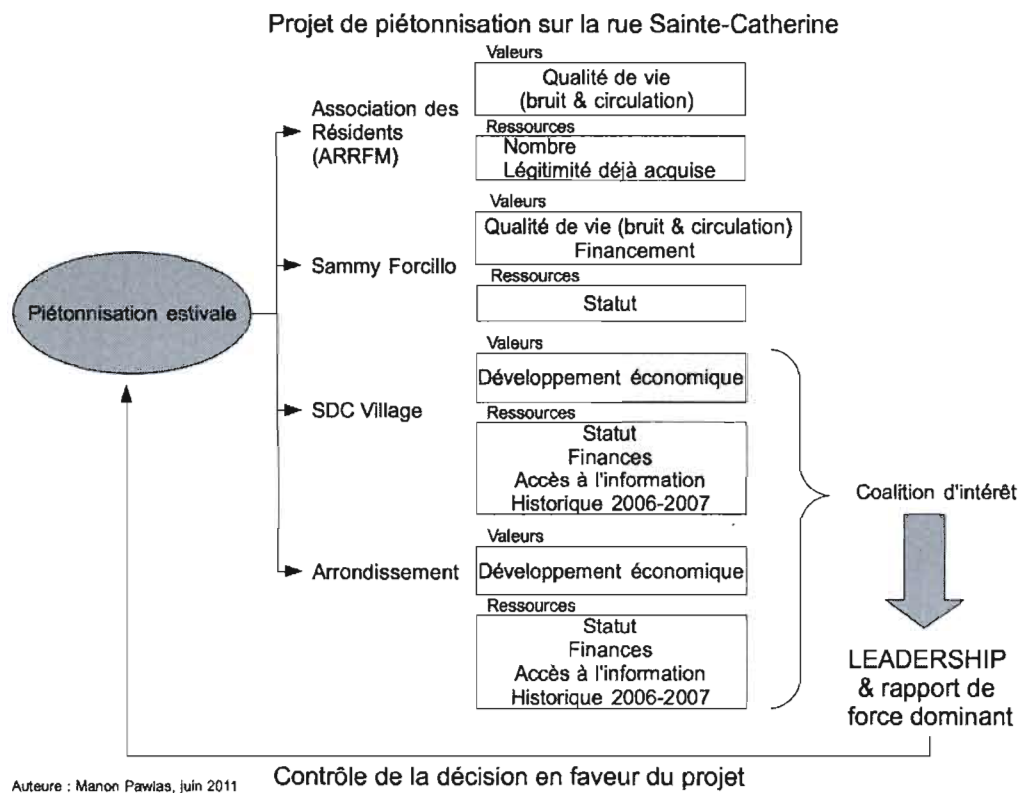 Projet de piétonnisation sur la rue Sainte-Catherine
Valeurs
Qualité de vie
(bruit & circulation)
Association des
Résidents
(ARRFM)
Ressources
Nombre
Légitimité déjà acquise
Valeurs
Qualité de vie (bruit & circulation)
Financement
Sammy Forcillo
Ressources
Statut
Piétonnisation estivale
Valeurs
Développement économique
SDC Village
Ressources
Statut
Finances
Accès à l'information
Historique 2006-2007
Coalition d'intérêt
Valeurs
Arrondissement
Développement économique
Ressources
Statut
Finances
Accès à l'information
Historique 2006-2007
LEADERSHIP
& rapport de
force dominant
Contrôle de la décision en faveur du projet
Auteure : Manon Pawlas, juin 2011